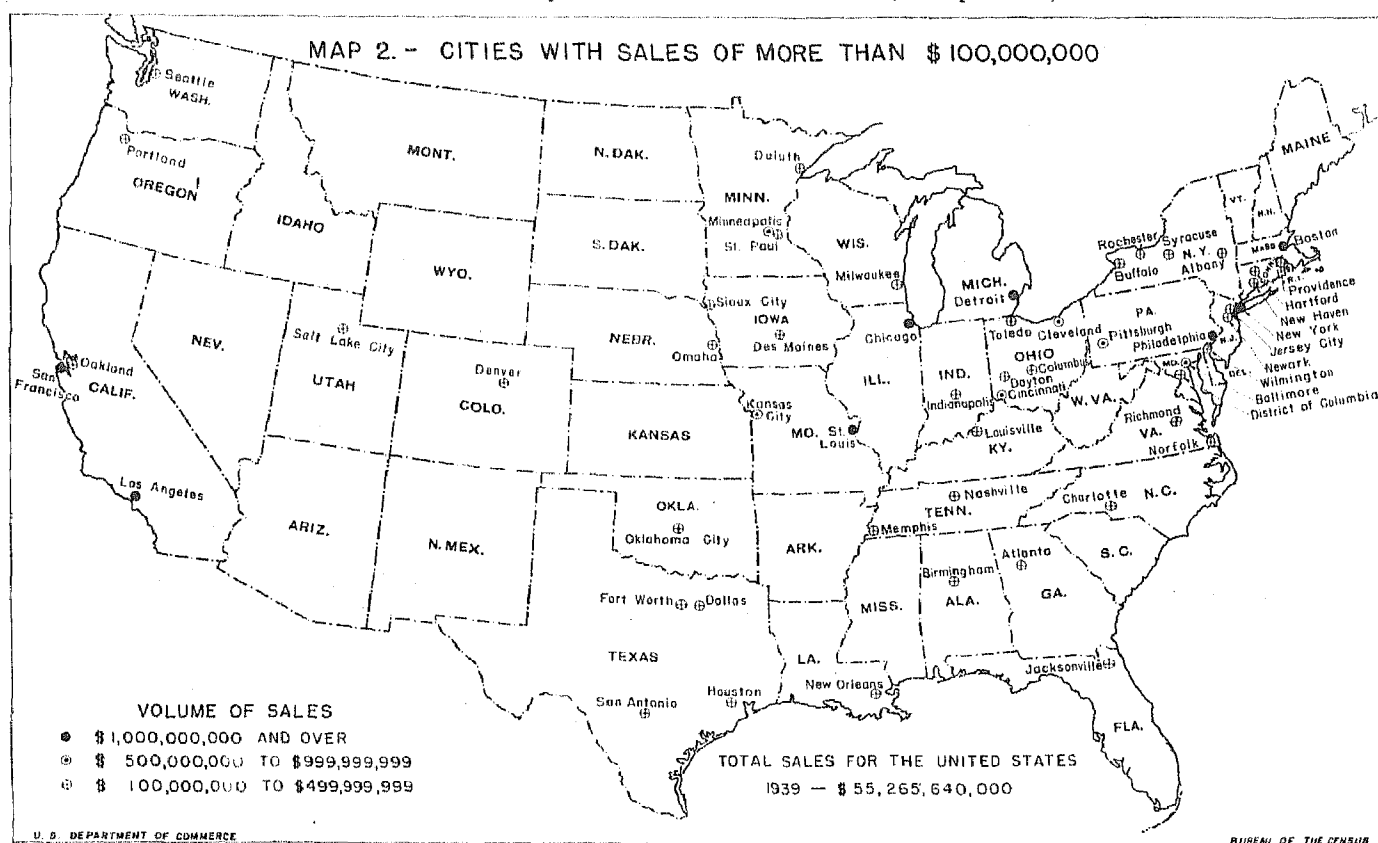 MAP 2.- CITIES WITH SALES OF MORE THAN $100,000,000
Seattle
WASH.
Portland
OREGON
IDAHO
MONT.
WYO.
N. DAK.
S. DAK.
NEBR.
Duluth
MINN.
Minneapolis
St. Paul
WIS.
Milwaukee
MICH.
Detroit
Sioux City
IOWA
Des Moines
Omaha
Chicago
ILL.
IND.
Indianapolis
Toledo
Cleveland
OHIO
Columbus
Dayton
Cincinnati
Rochester
Syracuse
N.Y.
Buffalo
Albany
VT.
N.H.
MAINE
MASS
Boston
CONN
R.I.
Providence
Hartford
New Haven
New York
Jersey City
Newark
Wilmington
Baltimore
District of Columbia
PA.
Pittsburgh
Philadelphia
N.J.
MD.
DEL.
W. VA.
Richmond
VA.
Norfolk
NEV.
Salt Lake City
UTAH
Denver
COLO.
KANSAS
Kansas
City
MO.
St.
Louis
Louisville
KY.
Oakland
San
Francisco
CALIF.
Los Angeles
ARIZ.
N. MEX.
OKLA.
Oklahoma City
ARK.
Nashville
TENN.
Memphis
Charlotte
N.C.
S.C.
Atlanta
GA.
Birmingham
ALA.
MISS.
Fort Worth
Dallas
TEXAS
San Antonio
Houston
LA.
New Orleans
Jacksonville
FLA.
VOLUME OF SALES
$1,000,000,000 AND OVER
$ 500,000,000 TO $999,999,999
$ 100,000,000 TO $499,999,999
TOTAL SALES FOR THE UNITED STATES
1939 — $55,265,640,000
U. S. DEPARTMENT OF COMMERCE
BUREAU OF THE CENSUS